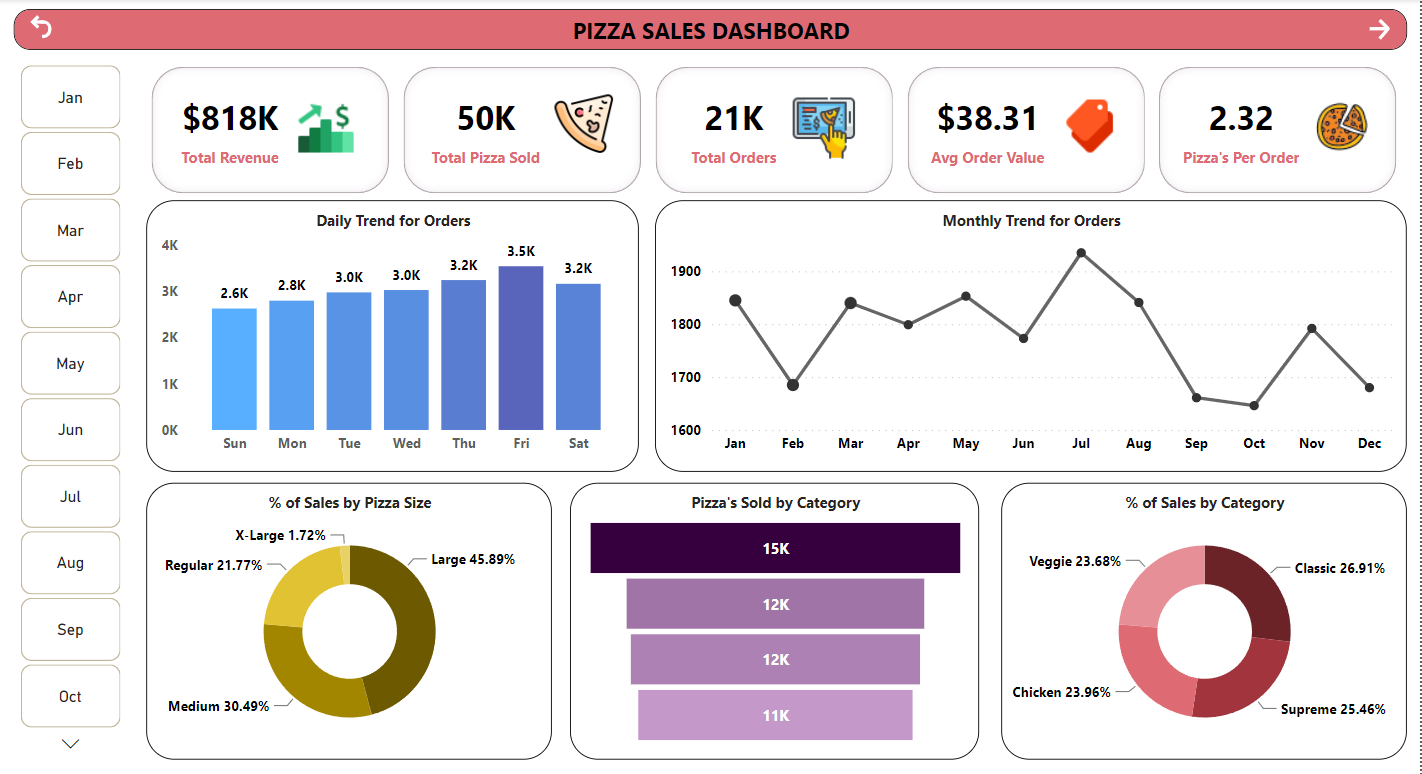 PIZZA SALES DASHBOARD
Jan
Feb
Mar
Apr
May
Jun
Jul
Aug
Sep
Oct
$818K
Total Revenue
$
50K
Total Pizza Sold
21K
Total Orders
$38.31
Avg Order Value
2.32
Pizza's Per Order
Daily Trend for Orders
4K
3K
2K
1K
0K
2.6K
2.8K
3.0K
3.0K
3.2K
3.5K
3.2K
Sun Mon Tue Wed Thu Fri Sat
Monthly Trend for Orders
1900
1800
1700
1600
Jan Feb Mar Apr May Jun Jul Aug Sep Oct Nov Dec
% of Sales by Pizza Size
X-Large 1.72%
Large 45.89%
Regular 21.77%
Medium 30.49%
Pizza's Sold by Category
15K
12K
12K
11K
% of Sales by Category
Veggie 23.68%
Classic 26.91%
Chicken 23.96%
Supreme 25.46%